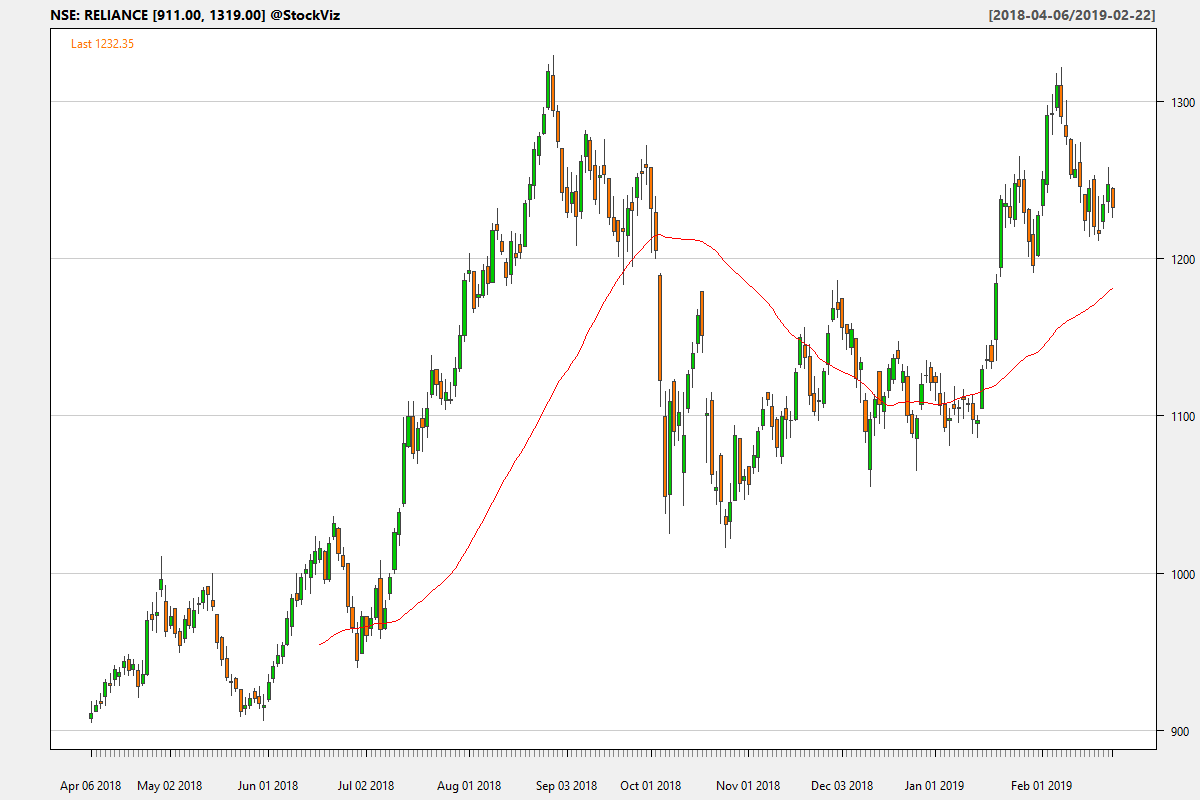 NSE: RELIANCE [911.00, 1319.00] @StockViz
[2018-04-06/2019-02-22]
Last 1232.35
1300
1200
1100
1000
900
Apr 06 2018 May 02 2018 Jun 01 2018 Jul 02 2018 Aug 01 2018 Sep 03 2018 Oct 01 2018 Nov 01 2018 Dec 03 2018 Jan 01 2019 Feb 01 2019